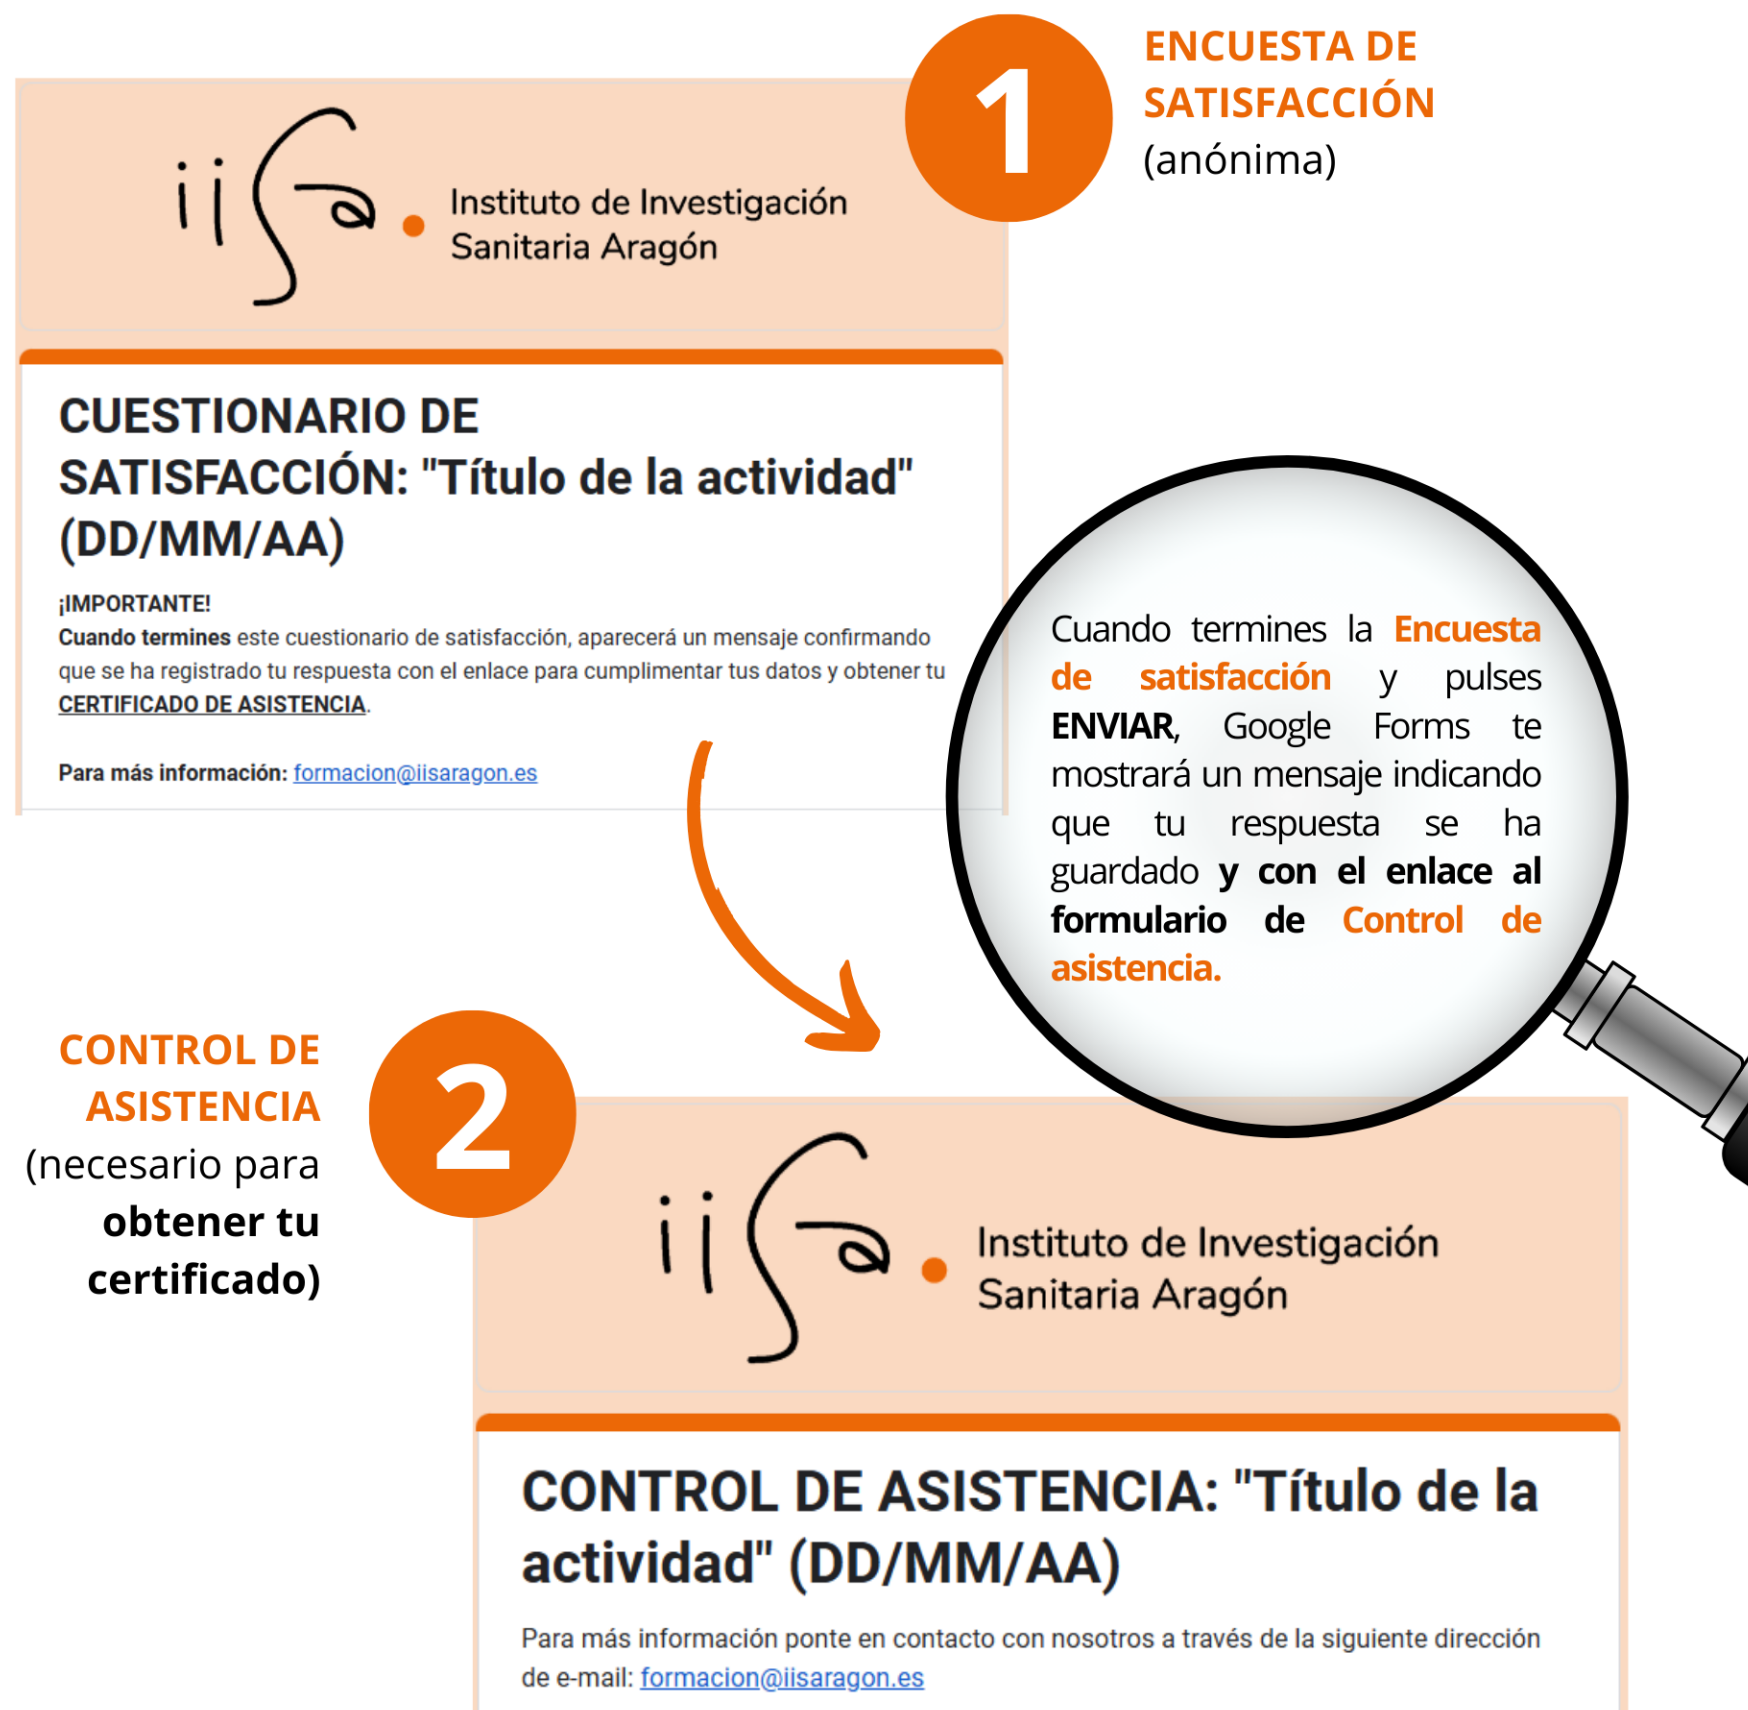 1
ENCUESTA DE
SATISFACCIÓN
(anónima)
iisa.
Instituto de Investigación
Sanitaria Aragón
CUESTIONARIO DE
SATISFACCIÓN: "Título de la actividad"
(DD/MM/AA)
¡IMPORTANTE!
Cuando termines este cuestionario de satisfacción, aparecerá un mensaje confirmando
que se ha registrado tu respuesta con el enlace para cumplimentar tus datos y obtener tu
CERTIFICADO DE ASISTENCIA.
Para más información: formacion@iisaragon.es
Cuando termines la Encuesta
de satisfacción y pulses
ENVIAR, Google Forms te
mostrará un mensaje indicando
que tu respuesta se ha
guardado y con el enlace al
formulario de Control de
asistencia.
2
CONTROL DE
ASISTENCIA
(necesario para
obtener tu
certificado)
iisa.
Instituto de Investigación
Sanitaria Aragón
CONTROL DE ASISTENCIA: "Título de la
actividad" (DD/MM/AA)
Para más información ponte en contacto con nosotros a través de la siguiente dirección
de e-mail: formacion@iisaragon.es